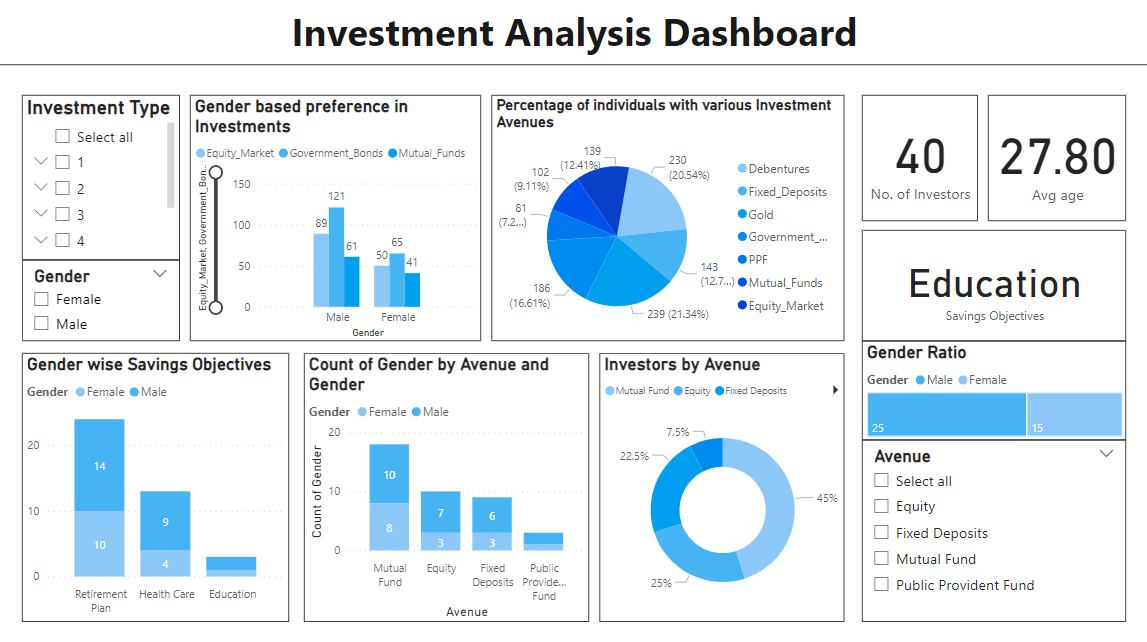 Investment Analysis Dashboard
Investment Type
Select all
1
2
3
4
Gender
Female
Male
Gender based preference in
Investments
Equity_Market Government_Bonds Mutual_Funds
Equity_Market, Government_Bon...
150
100
50
0
89
121
61
50
65
41
Male
Female
Gender
Percentage of individuals with various Investment
Avenues
139
(12.41%)
230
(20.54%)
102
(9.11%)
81
(7.2...)
186
(16.61%)
143
(12.7...)
239 (21.34%)
Debentures
Fixed_Deposits
Gold
Government_...
PPF
Mutual_Funds
Equity_Market
40
No. of Investors
27.80
Avg age
Education
Savings Objectives
Gender wise Savings Objectives
Gender Female Male
20
10
0
14
10
9
4
Retirement
Plan
Health Care
Education
Count of Gender by Avenue and
Gender
Gender Female Male
Count of Gender
20
10
0
10
8
7
3
6
3
Mutual
Fund
Equity
Fixed
Deposits
Public
Provide...
Fund
Avenue
Investors by Avenue
Mutual Fund Equity Fixed Deposits
7.5%
22.5%
45%
25%
Gender Ratio
Gender Male Female
25
15
Avenue
Select all
Equity
Fixed Deposits
Mutual Fund
Public Provident Fund